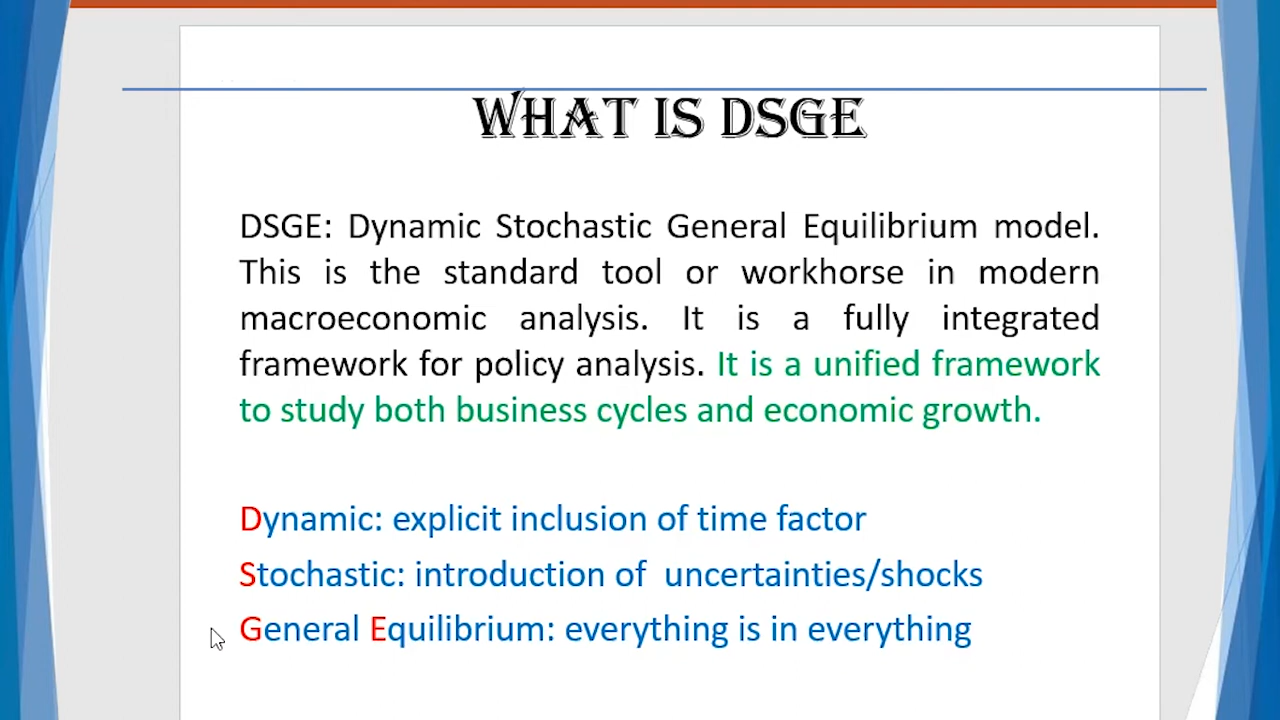 WHAT IS DSGE
DSGE: Dynamic Stochastic General Equilibrium model.
This is the standard tool or workhorse in modern
macroeconomic analysis. It is a fully integrated
framework for policy analysis. It is a unified framework
to study both business cycles and economic growth.
Dynamic: explicit inclusion of time factor
Stochastic: introduction of uncertainties/shocks
General Equilibrium: everything is in everything